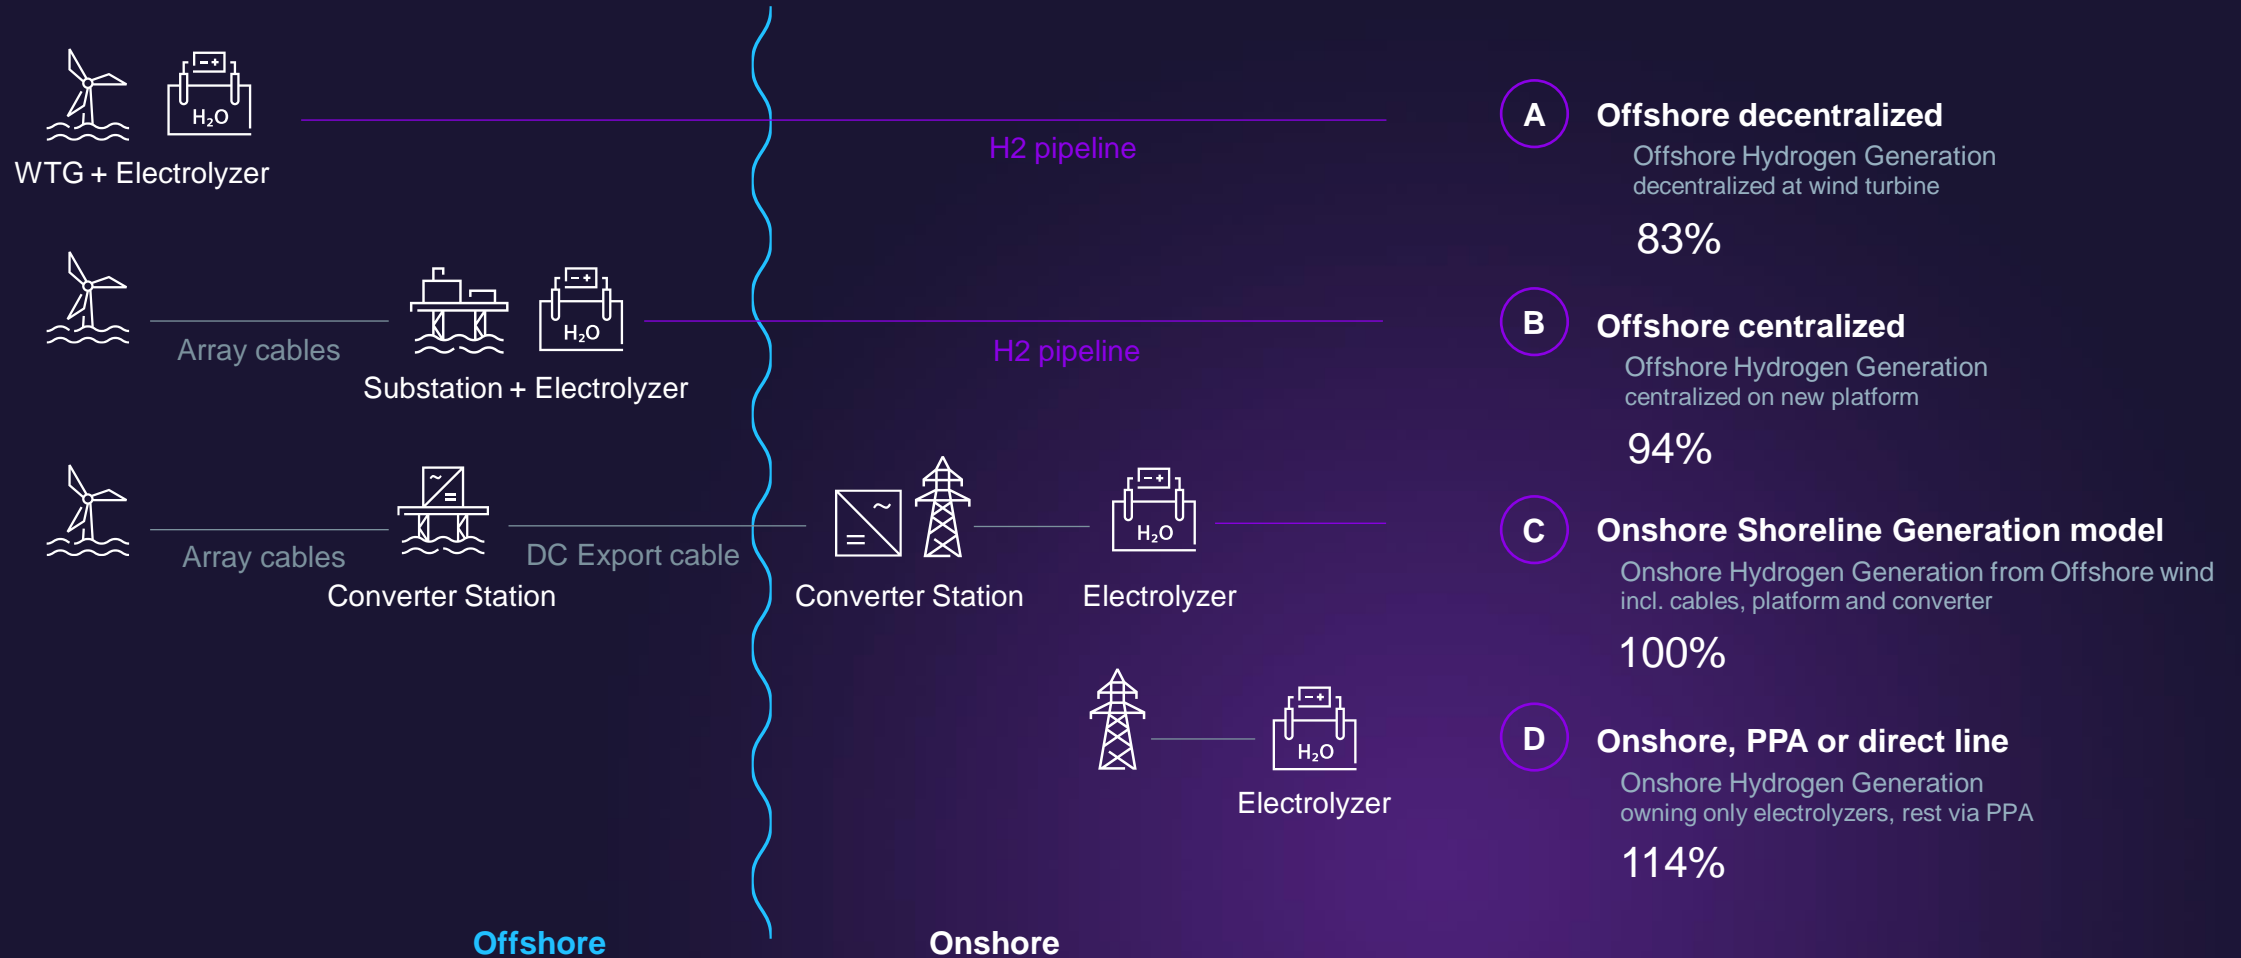 H₂O
WTG + Electrolyzer
H2 pipeline
A
Offshore decentralized
Offshore Hydrogen Generation
decentralized at wind turbine
83%
Array cables
H₂O
Substation + Electrolyzer
H2 pipeline
B
Offshore centralized
Offshore Hydrogen Generation
centralized on new platform
94%
Array cables
Converter Station
DC Export cable
Converter Station
H₂O
Electrolyzer
C
Onshore Shoreline Generation model
Onshore Hydrogen Generation from Offshore wind
incl. cables, platform and converter
100%
H₂O
Electrolyzer
D
Onshore, PPA or direct line
Onshore Hydrogen Generation
owning only electrolyzers, rest via PPA
114%
Offshore
Onshore